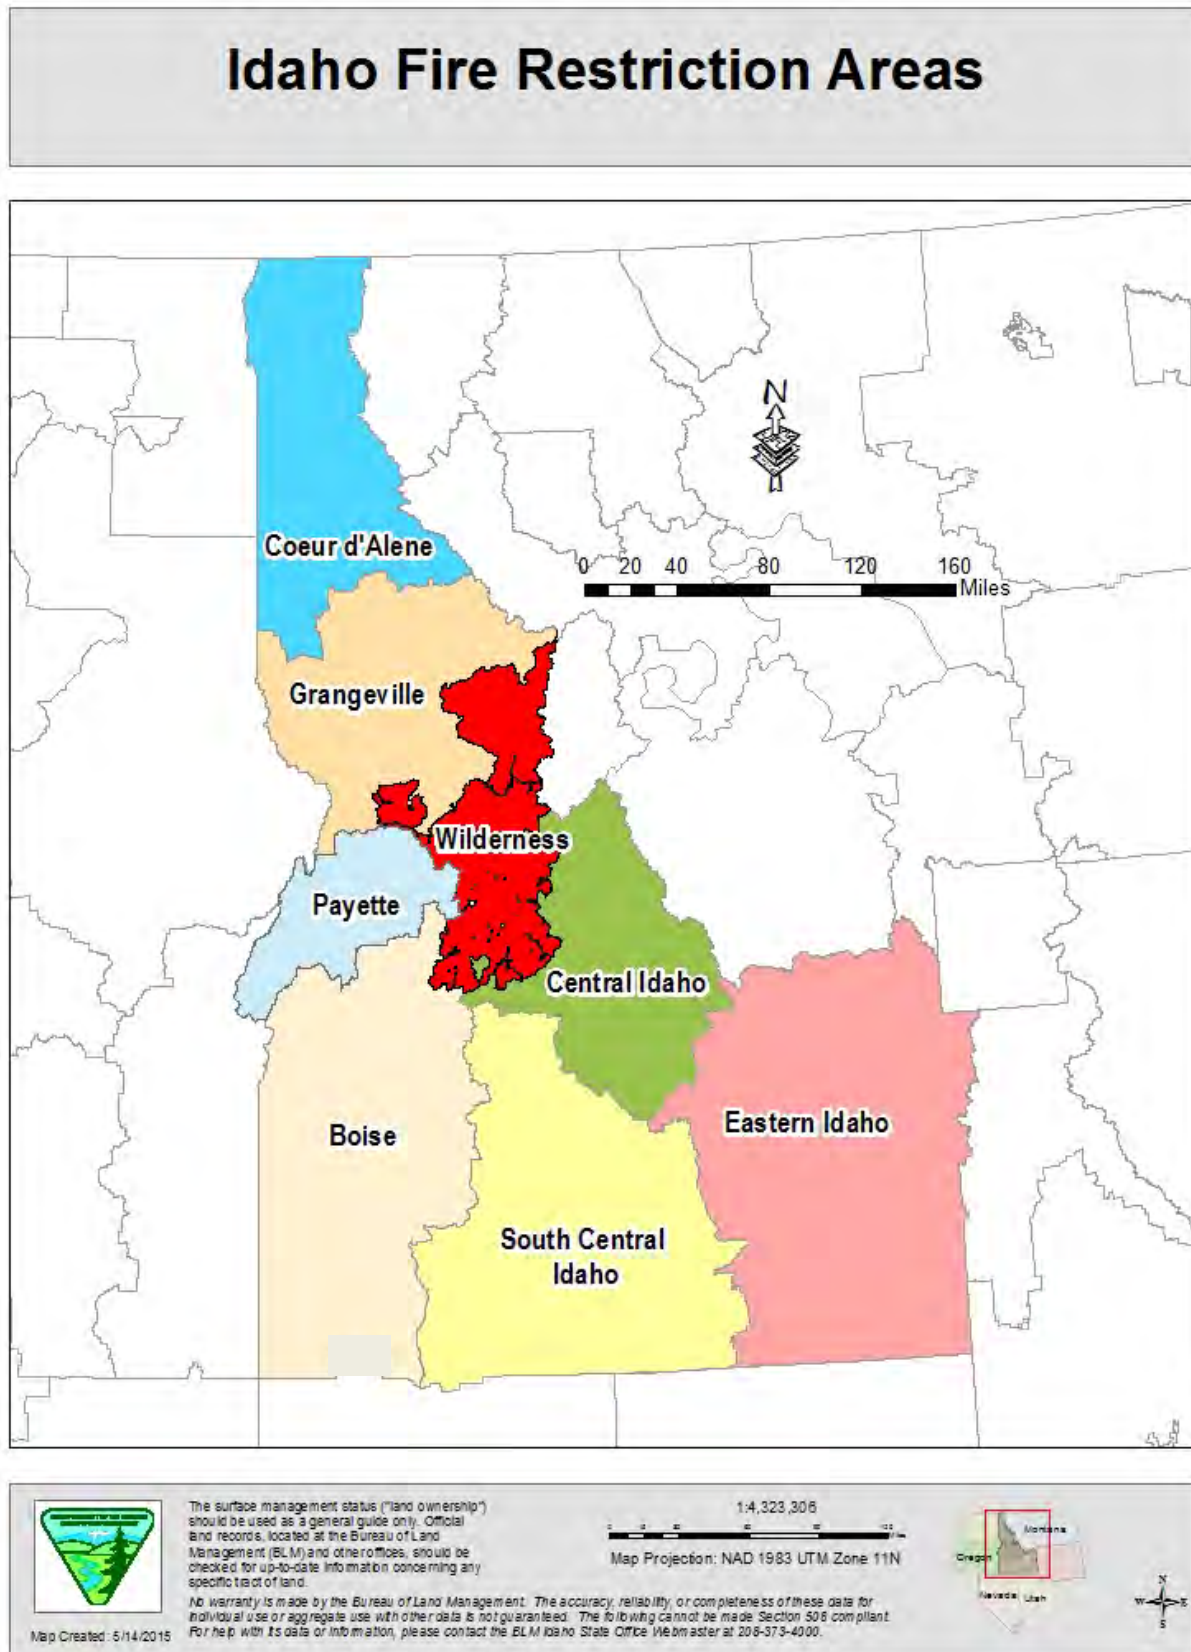 Idaho Fire Restriction Areas
N
Coeur d'Alene
0 20 40 80 120 160
Miles
Grangeville
Wilderness
Payette
Central Idaho
Eastern Idaho
Boise
South Central
Idaho
The surface management status ("land ownership")
should be used as a general guide only. Official
land records, located at the Bureau of Land
Management (BLM) and other offices, should be
checked for up-to-date information concerning any
specific tract of land.
No warranty is made by the Bureau of Land Management. The accuracy, reliability, or completeness of these data for
individual use or aggregate use with other data is not guaranteed. The following cannot be made Section 508 compliant.
For help with its data or information, please contact the BLM Idaho State Office Webmaster at 208-373-4000.
Map Created: 5/14/2015
1:4,323,306
Map Projection: NAD 1983 UTM Zone 11N
Montana
Oregon
Nevada Utah
N
W E
S